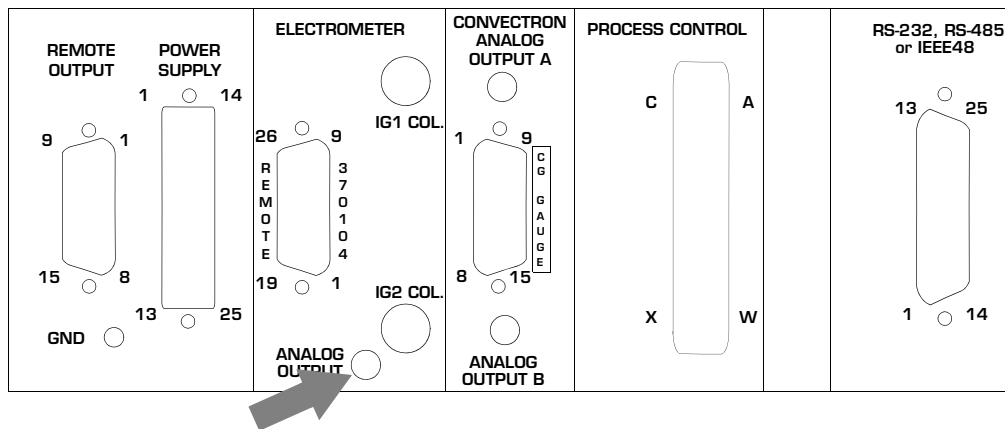 REMOTE
OUTPUT
9
1
15
8
GND
POWER
SUPPLY
1
14
13
25
ELECTROMETER
IG1 COL.
26
9
REMOTE
370104
19
1
IG2 COL.
ANALOG
OUTPUT
CONVECTRON
ANALOG
OUTPUT A
1
9
CG GAUGE
8
15
ANALOG
OUTPUT B
PROCESS CONTROL
C
A
X
W
RS-232, RS-485
or IEEE48
13
25
1
14